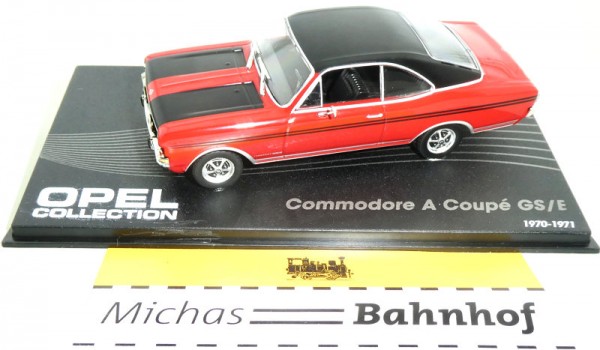 OPEL
COLLECTION
Commodore A Coupé GS/E
1970-1971
Michas Bahnhof